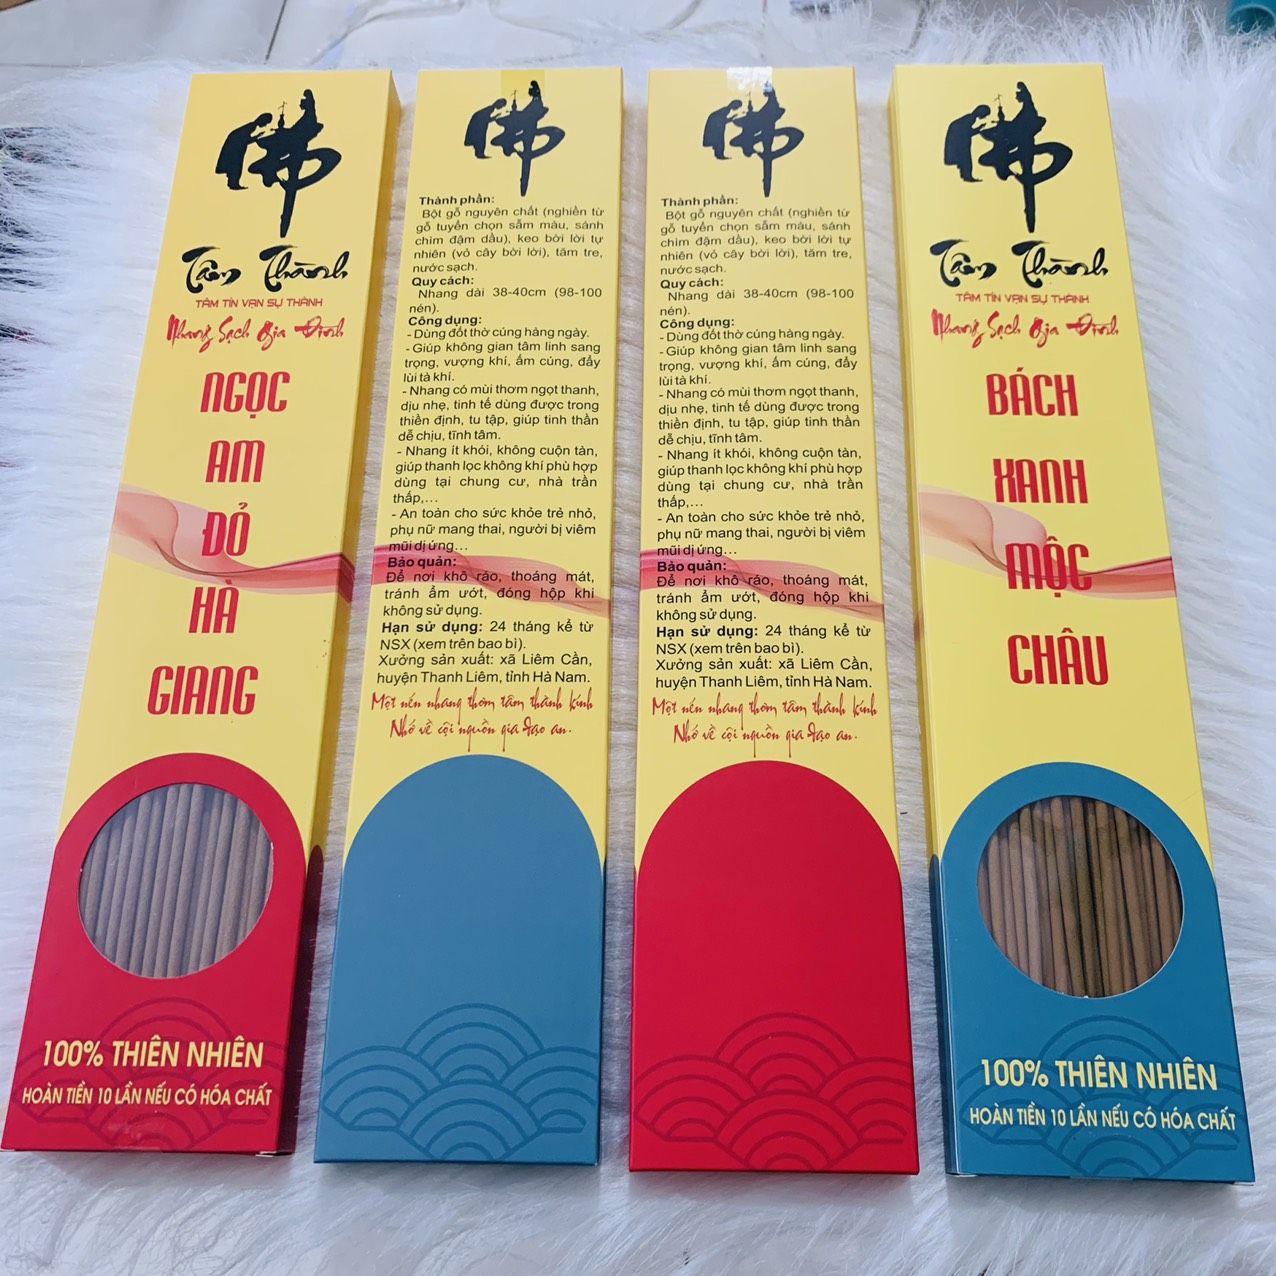 佛
Tâm Thành
TÂM TÍN VẠN SỰ THÀNH
Nhang Sạch Gia Đình
NGỌC
AM
ĐỎ
HÀ
GIANG
100% THIÊN NHIÊN
HOÀN TIỀN 10 LẦN NẾU CÓ HÓA CHẤT
佛
Thành phần:
Bột gỗ nguyên chất (nghiền từ
gỗ tuyển chọn sẫm màu, sánh
chìm đậm dầu), keo bời lời tự
nhiên (vỏ cây bời lời), tăm tre,
nước sạch.
Quy cách:
Nhang dài 38-40cm (98-100
nén).
Công dụng:
- Dùng đốt thờ cúng hàng ngày.
- Giúp không gian tâm linh sang
trọng, vượng khí, ấm cúng, đẩy
lùi tà khí.
- Nhang có mùi thơm ngọt thanh,
dịu nhẹ, tinh tế dùng được trong
thiền định, tu tập, giúp tinh thần
dễ chịu, tĩnh tâm.
- Nhang ít khói, không cuộn tàn,
giúp thanh lọc không khí phù hợp
dùng tại chung cư, nhà trần
thấp,...
- An toàn cho sức khỏe trẻ nhỏ,
phụ nữ mang thai, người bị viêm
mũi dị ứng...
Bảo quản:
Để nơi khô ráo, thoáng mát,
tránh ẩm ướt, đóng hộp khi
không sử dụng.
Hạn sử dụng: 24 tháng kể từ
NSX (xem trên bao bì).
Xưởng sản xuất: xã Liêm Cần,
huyện Thanh Liêm, tỉnh Hà Nam.
Một nén nhang thơm tâm thành kính
Nhớ về cội nguồn gia đạo an.
佛
Thành phần:
Bột gỗ nguyên chất (nghiền từ
gỗ tuyển chọn sẫm màu, sánh
chìm đậm dầu), keo bời lời tự
nhiên (vỏ cây bời lời), tăm tre,
nước sạch.
Quy cách:
Nhang dài 38-40cm (98-100
nén).
Công dụng:
- Dùng đốt thờ cúng hàng ngày.
- Giúp không gian tâm linh sang
trọng, vượng khí, ấm cúng, đẩy
lùi tà khí.
- Nhang có mùi thơm ngọt thanh,
dịu nhẹ, tinh tế dùng được trong
thiền định, tu tập, giúp tinh thần
dễ chịu, tĩnh tâm.
- Nhang ít khói, không cuộn tàn,
giúp thanh lọc không khí phù hợp
dùng tại chung cư, nhà trần
thấp,...
- An toàn cho sức khỏe trẻ nhỏ,
phụ nữ mang thai, người bị viêm
mũi dị ứng...
Bảo quản:
Để nơi khô ráo, thoáng mát,
tránh ẩm ướt, đóng hộp khi
không sử dụng.
Hạn sử dụng: 24 tháng kể từ
NSX (xem trên bao bì).
Xưởng sản xuất: xã Liêm Cần,
huyện Thanh Liêm, tỉnh Hà Nam.
Một nén nhang thơm tâm thành kính
Nhớ về cội nguồn gia đạo an.
佛
Tâm Thành
TÂM TÍN VẠN SỰ THÀNH
Nhang Sạch Gia Đình
BÁCH
XANH
MỘC
CHÂU
100% THIÊN NHIÊN
HOÀN TIỀN 10 LẦN NẾU CÓ HÓA CHẤT